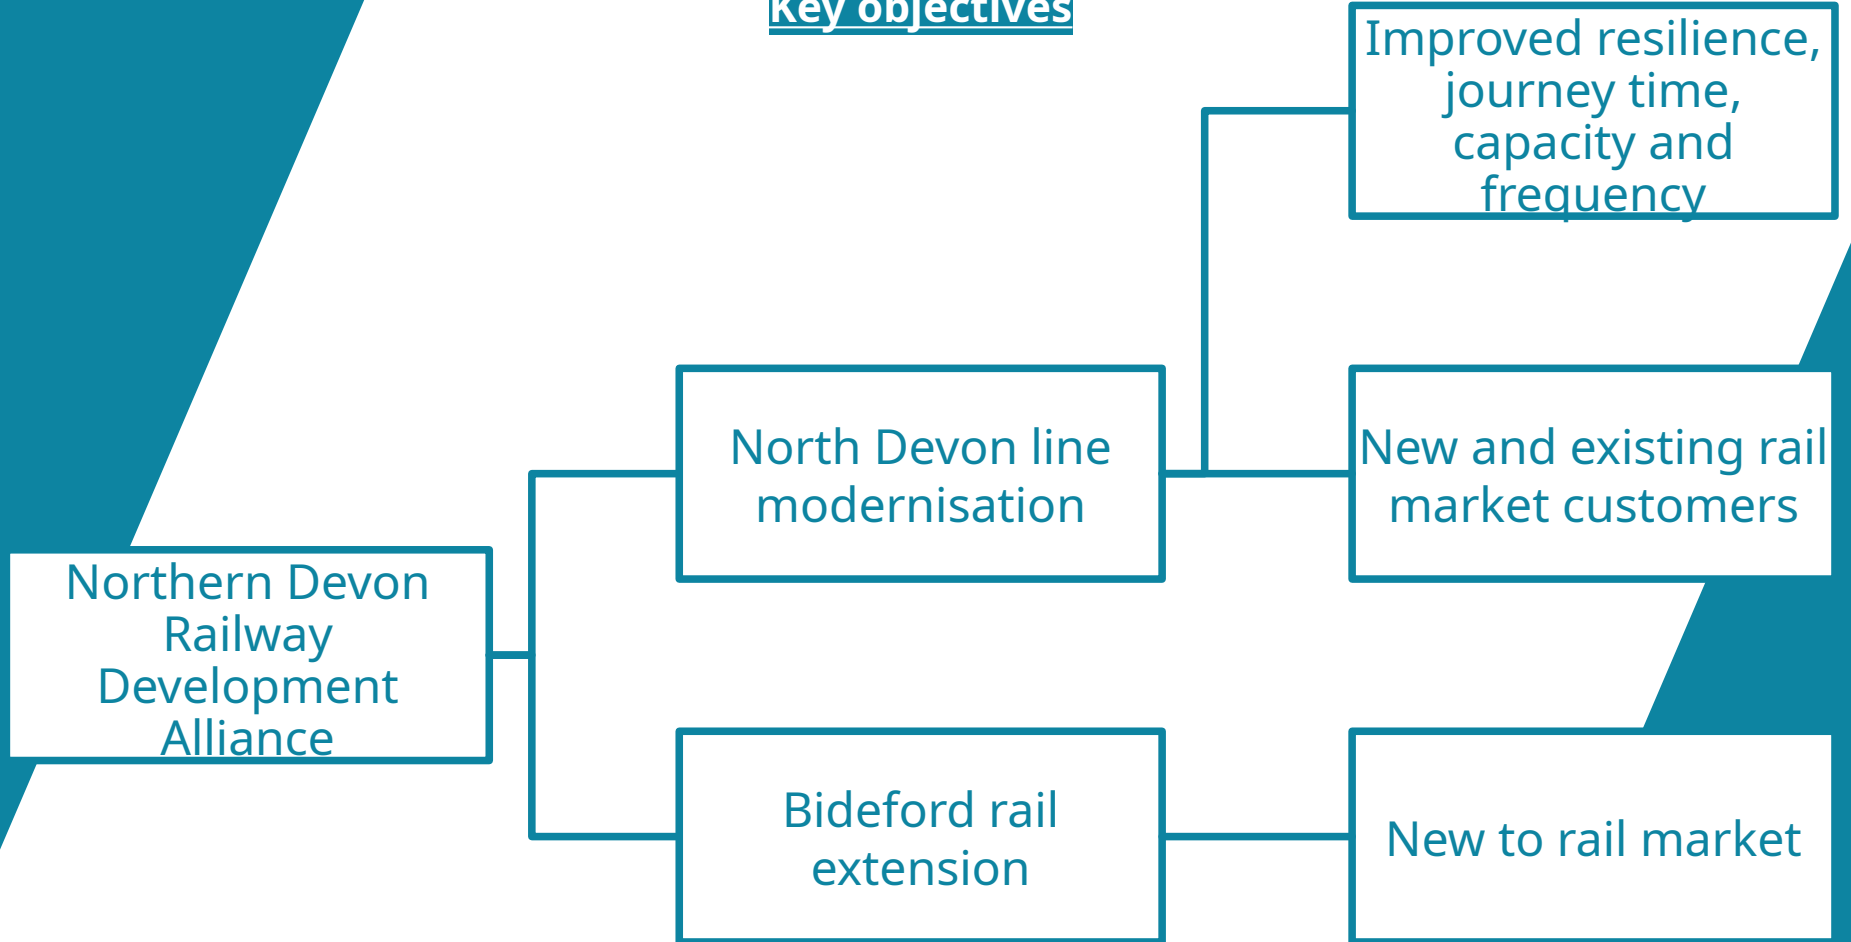 Key objectives
Improved resilience,
journey time,
capacity and
frequency
North Devon line
modernisation
New and existing rail
market customers
Northern Devon
Railway
Development
Alliance
Bideford rail
extension
New to rail market